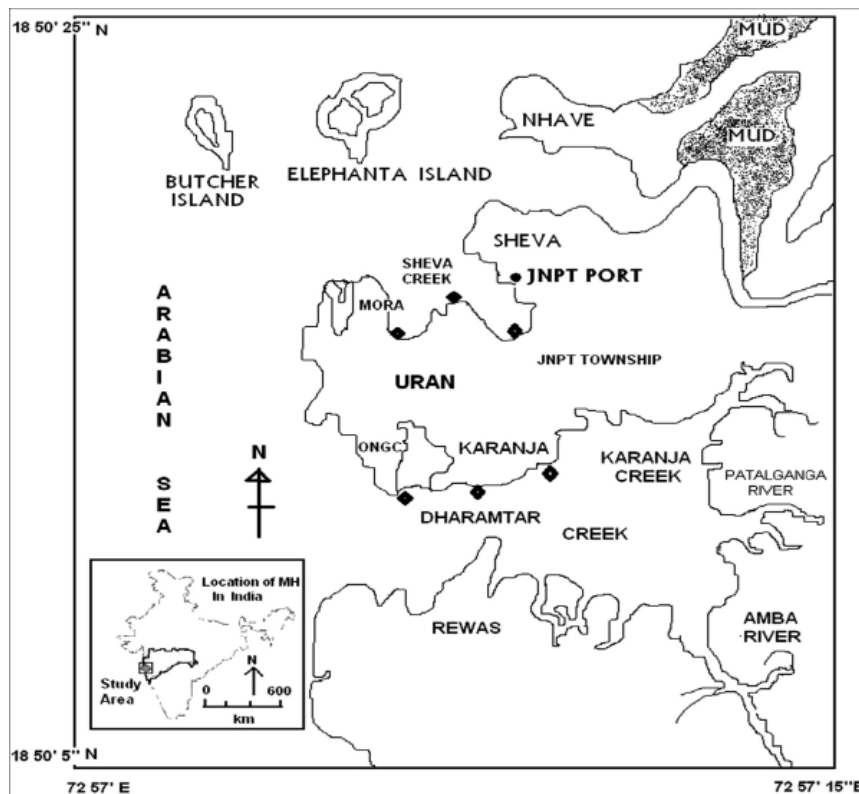 18 50' 25" N
MUD
NHAVE
MUD
BUTCHER
ISLAND
ELEPHANTA ISLAND
SHEVA
SHEVA
CREEK
JNPT PORT
MORA
JNPT TOWNSHIP
URAN
ARABIAN
SEA
N
ONGC
KARANJA
KARANJA
CREEK
PATALGANGA
RIVER
DHARAMTAR
CREEK
REWAS
AMBA
RIVER
Location of MH
In India
Study
Area
N
0 600
km
18 50' 5" N
72 57' E
72 57' 15"E